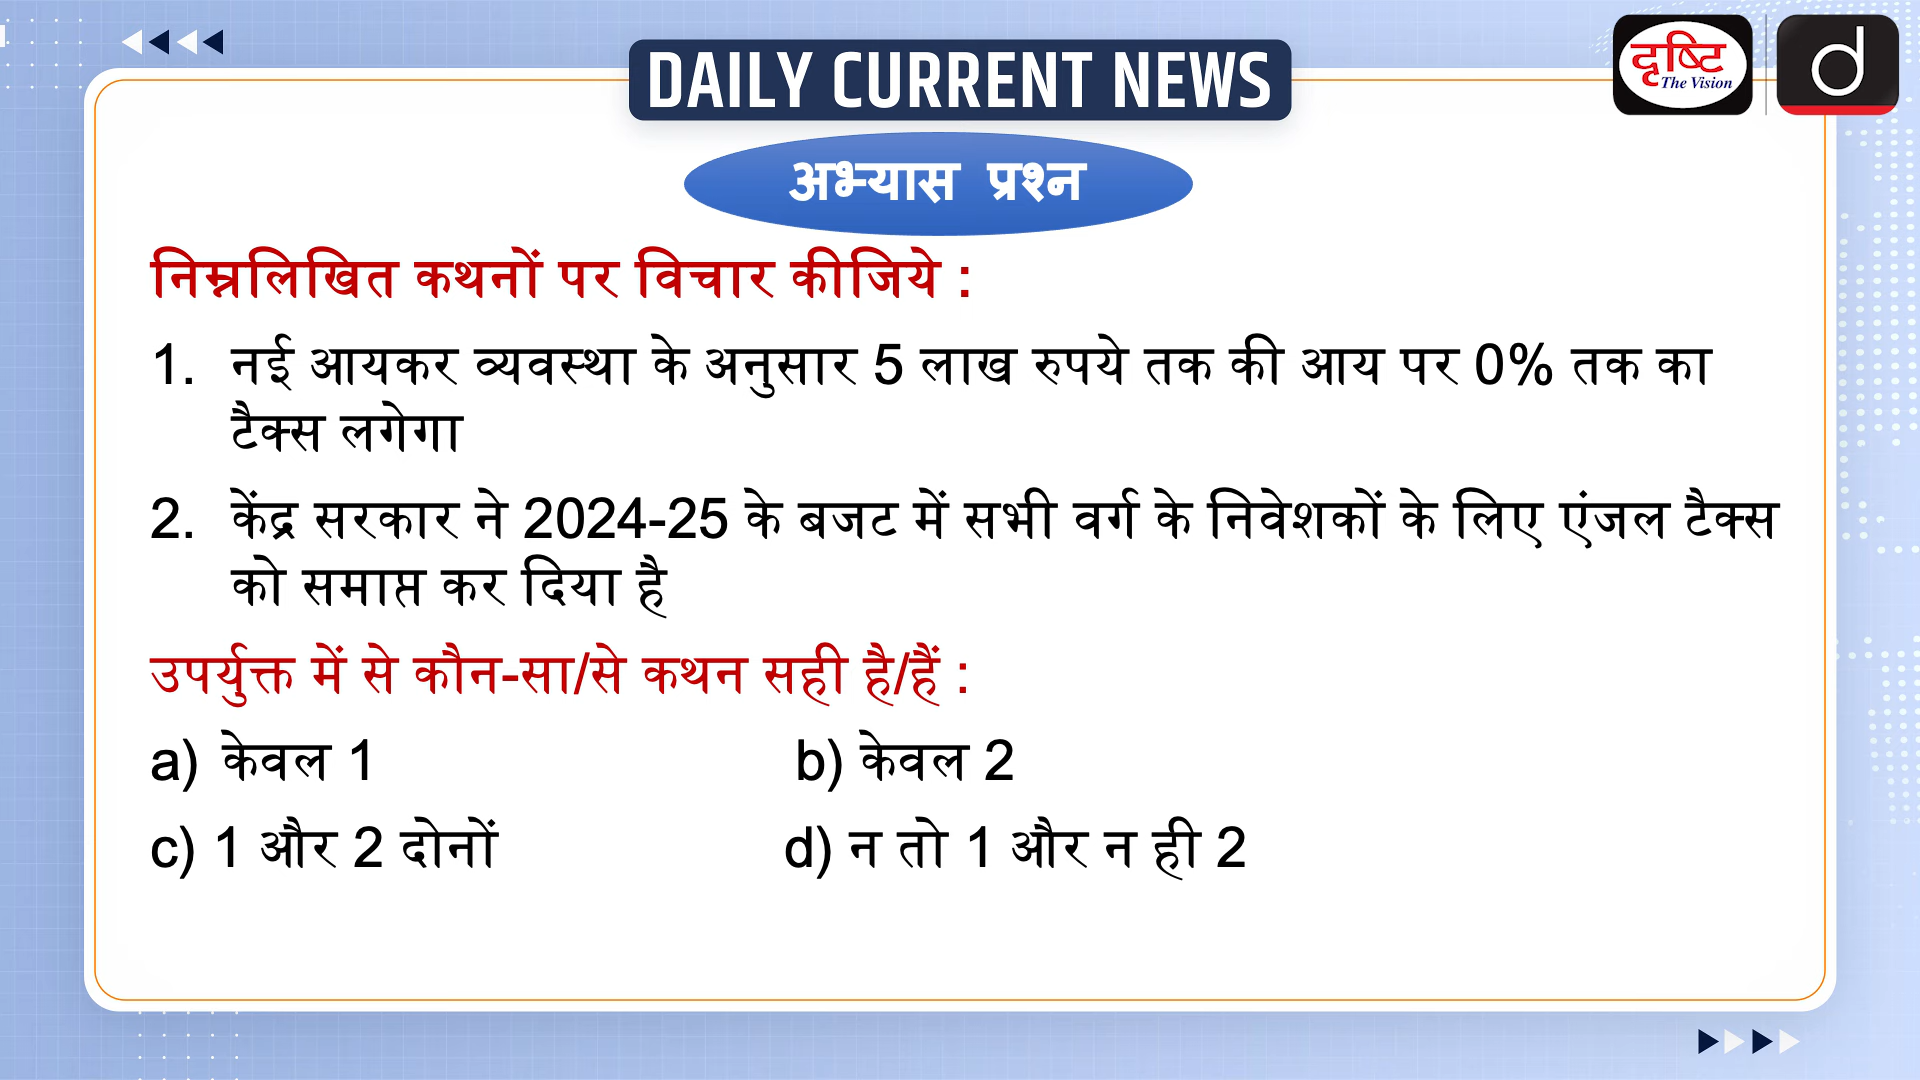 DAILY CURRENT NEWS
दृष्टि
The Vision
d
अभ्यास प्रश्न
निम्नलिखित कथनों पर विचार कीजिये :
1. नई आयकर व्यवस्था के अनुसार 5 लाख रुपये तक की आय पर 0% तक का
टैक्स लगेगा
2. केंद्र सरकार ने 2024-25 के बजट में सभी वर्ग के निवेशकों के लिए एंजल टैक्स
को समाप्त कर दिया है
उपर्युक्त में से कौन-सा/से कथन सही है/हैं :
a) केवल 1 b) केवल 2
c) 1 और 2 दोनों d) न तो 1 और न ही 2